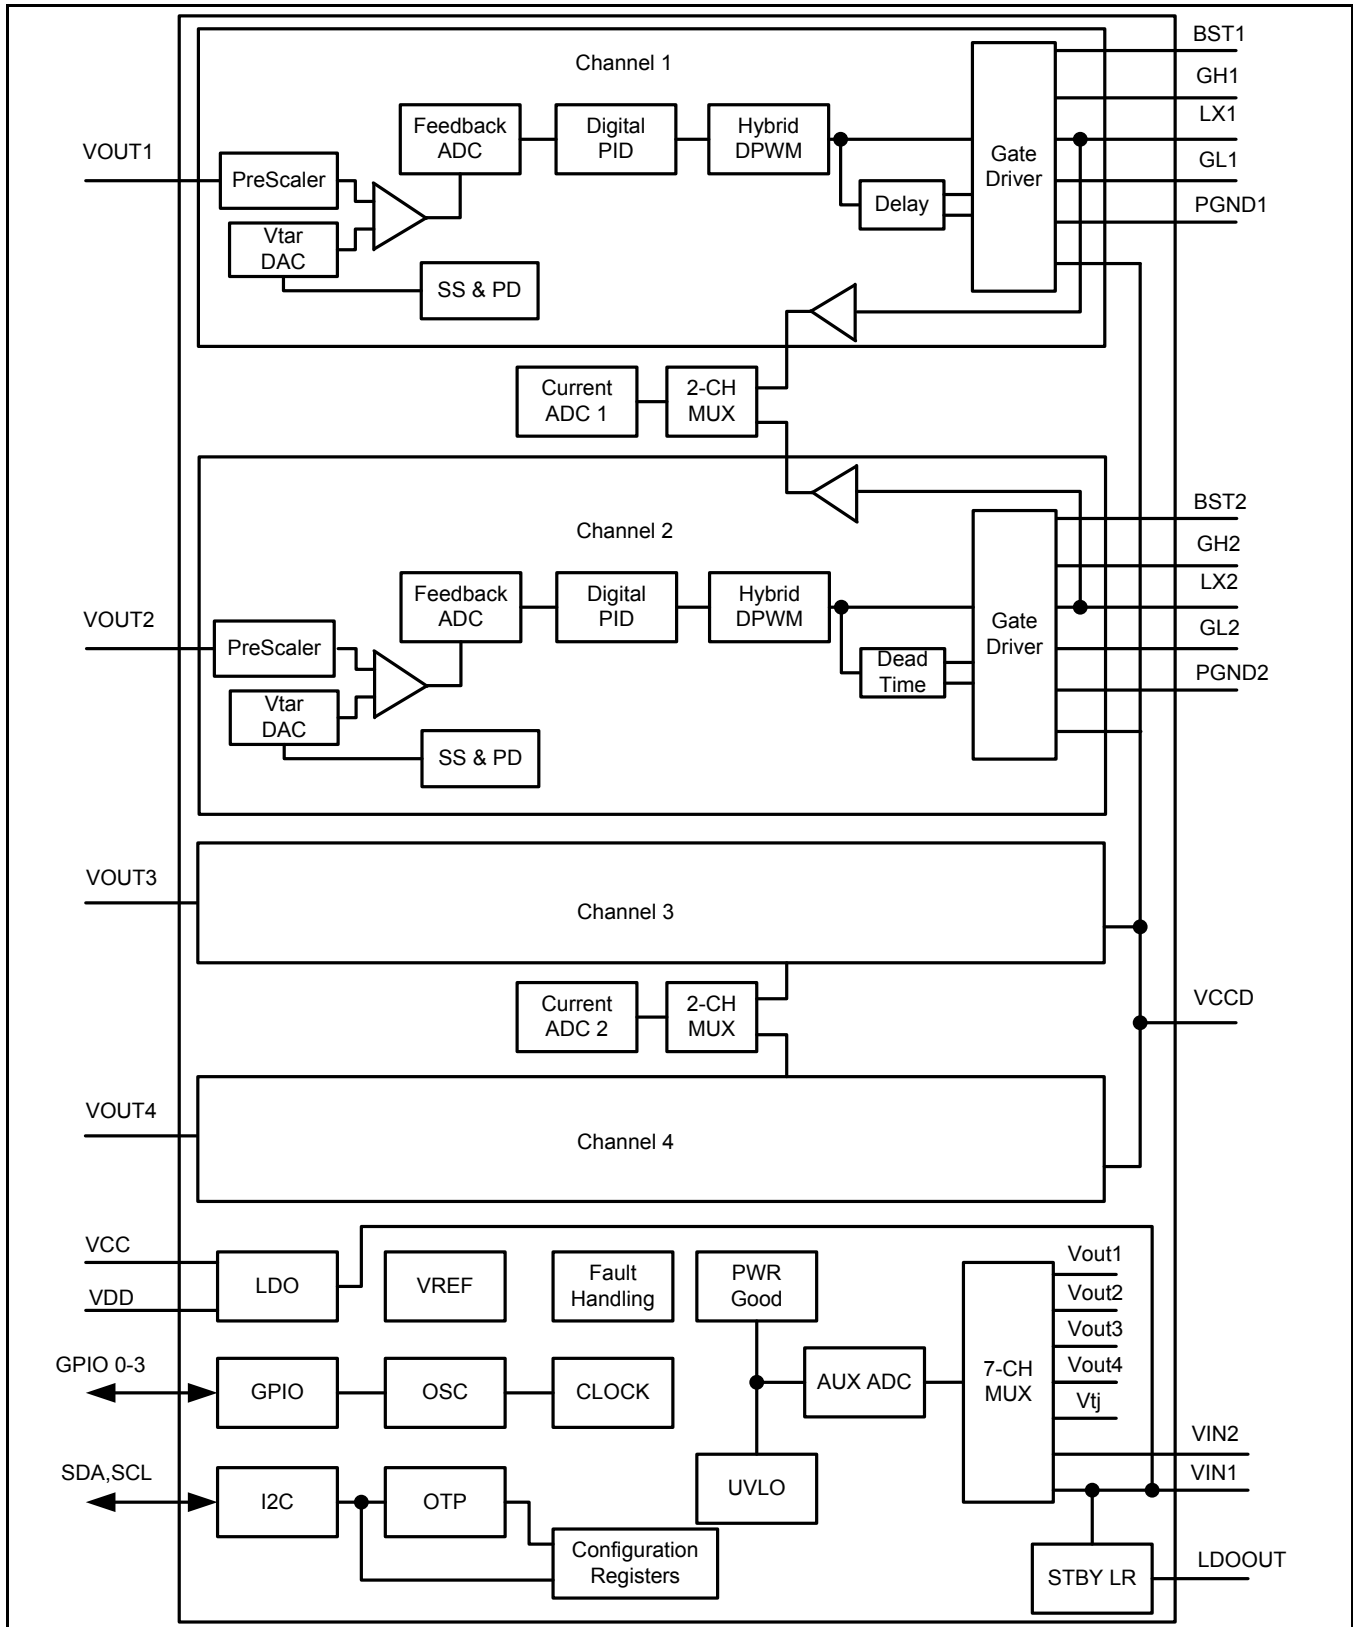 BST1
Channel 1
GH1
LX1
Feedback
ADC
Digital
PID
Hybrid
DPWM
VOUT1
Gate
Driver
GL1
PreScaler
Delay
PGND1
Vtar
DAC
SS & PD
Current
ADC 1
2-CH
MUX
BST2
Channel 2
GH2
LX2
Feedback
ADC
Digital
PID
Hybrid
DPWM
VOUT2
Gate
Driver
GL2
PreScaler
Dead
Time
PGND2
Vtar
DAC
SS & PD
VOUT3
Channel 3
Current
ADC 2
2-CH
MUX
VCCD
VOUT4
Channel 4
VCC
VDD
LDO
VREF
Fault
Handling
PWR
Good
Vout1
Vout2
Vout3
Vout4
Vtj
GPIO 0-3
GPIO
OSC
CLOCK
AUX ADC
7-CH
MUX
VIN2
VIN1
SDA,SCL
I2C
OTP
UVLO
Configuration
Registers
STBY LR
LDOOUT